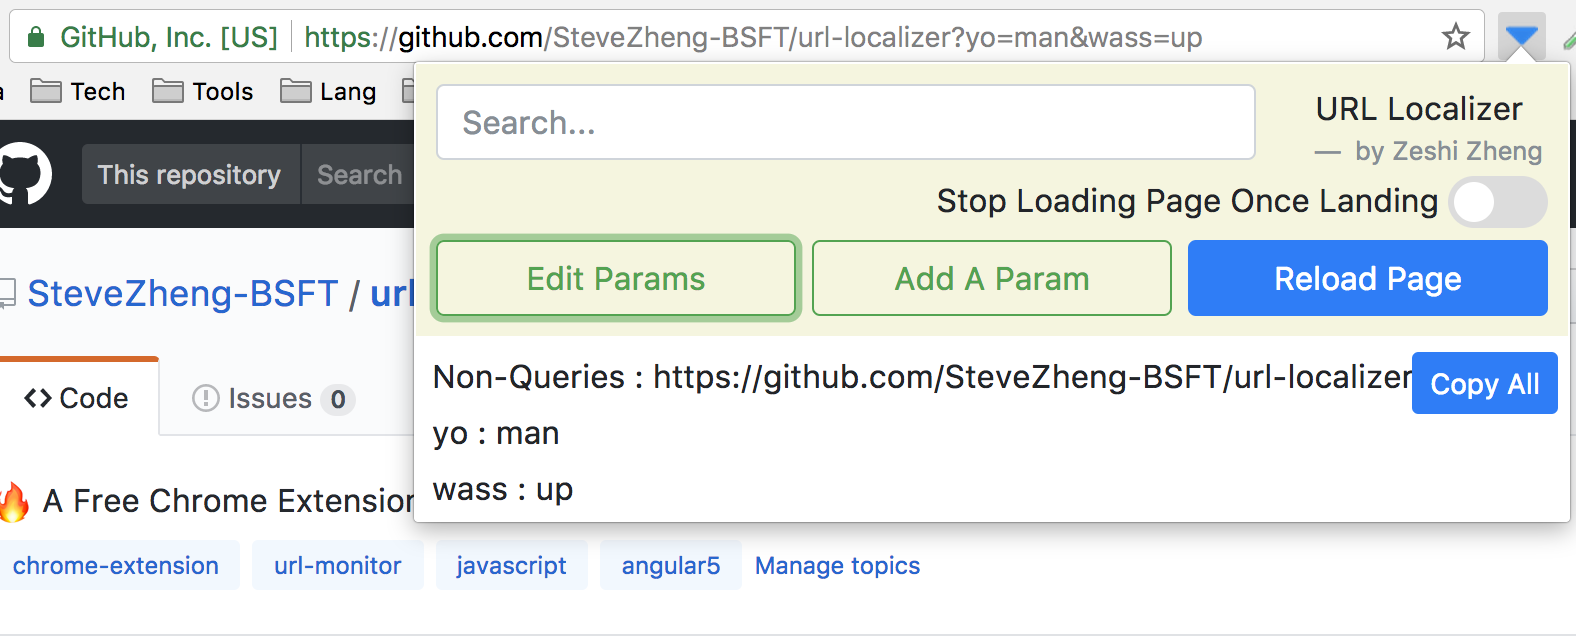 GitHub, Inc. [US] https://github.com/SteveZheng-BSFT/url-localizer?yo=man&wass=up
a Tech Tools Lang
Search...
URL Localizer
— by Zeshi Zheng
This repository Search
Stop Loading Page Once Landing
Edit Params Add A Param Reload Page
SteveZheng-BSFT / url
Non-Queries : https://github.com/SteveZheng-BSFT/url-localizer Copy All
Code Issues 0
yo : man
wass : up
A Free Chrome Extension
chrome-extension url-monitor javascript angular5 Manage topics